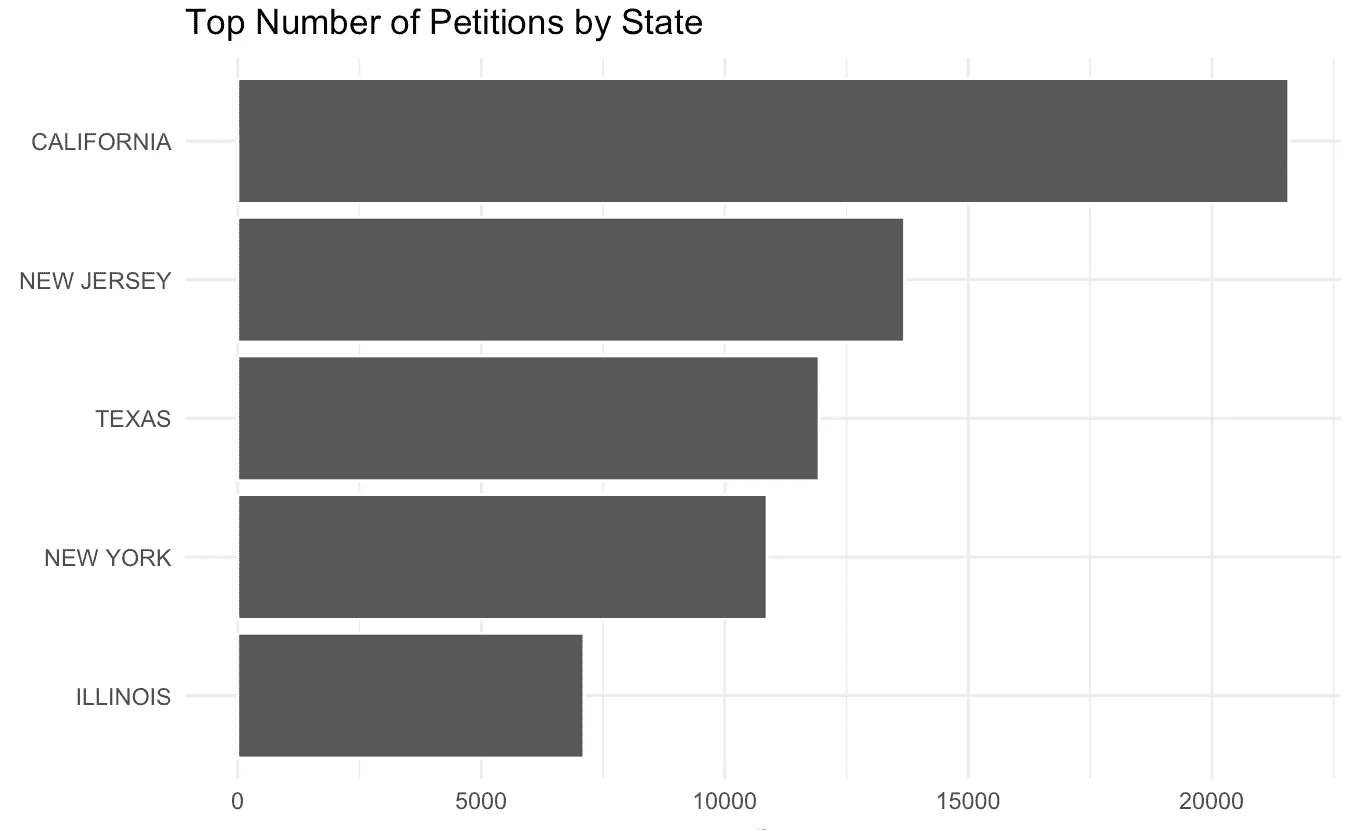 Top Number of Petitions by State
CALIFORNIA
NEW JERSEY
TEXAS
NEW YORK
ILLINOIS
0 5000 10000 15000 20000